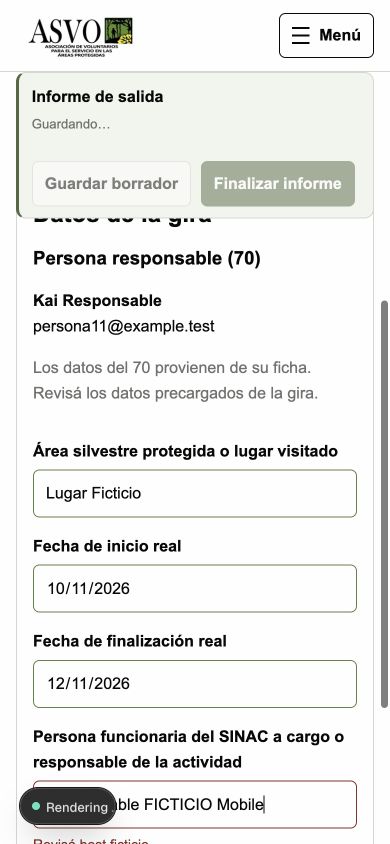 ASVO
ASOCIACIÓN DE VOLUNTARIOS
PARA EL SERVICIO EN LAS
ÁREAS PROTEGIDAS
Menú
Informe de salida
Guardando…
Guardar borrador
Finalizar informe
Datos de la gira
Persona responsable (70)
Kai Responsable
persona11@example.test
Los datos del 70 provienen de su ficha.
Revisá los datos precargados de la gira.
Área silvestre protegida o lugar visitado
Lugar Ficticio
Fecha de inicio real
10/11/2026
Fecha de finalización real
12/11/2026
Persona funcionaria del SINAC a cargo o
responsable de la actividad
FICTICIO Mobile
Rendering